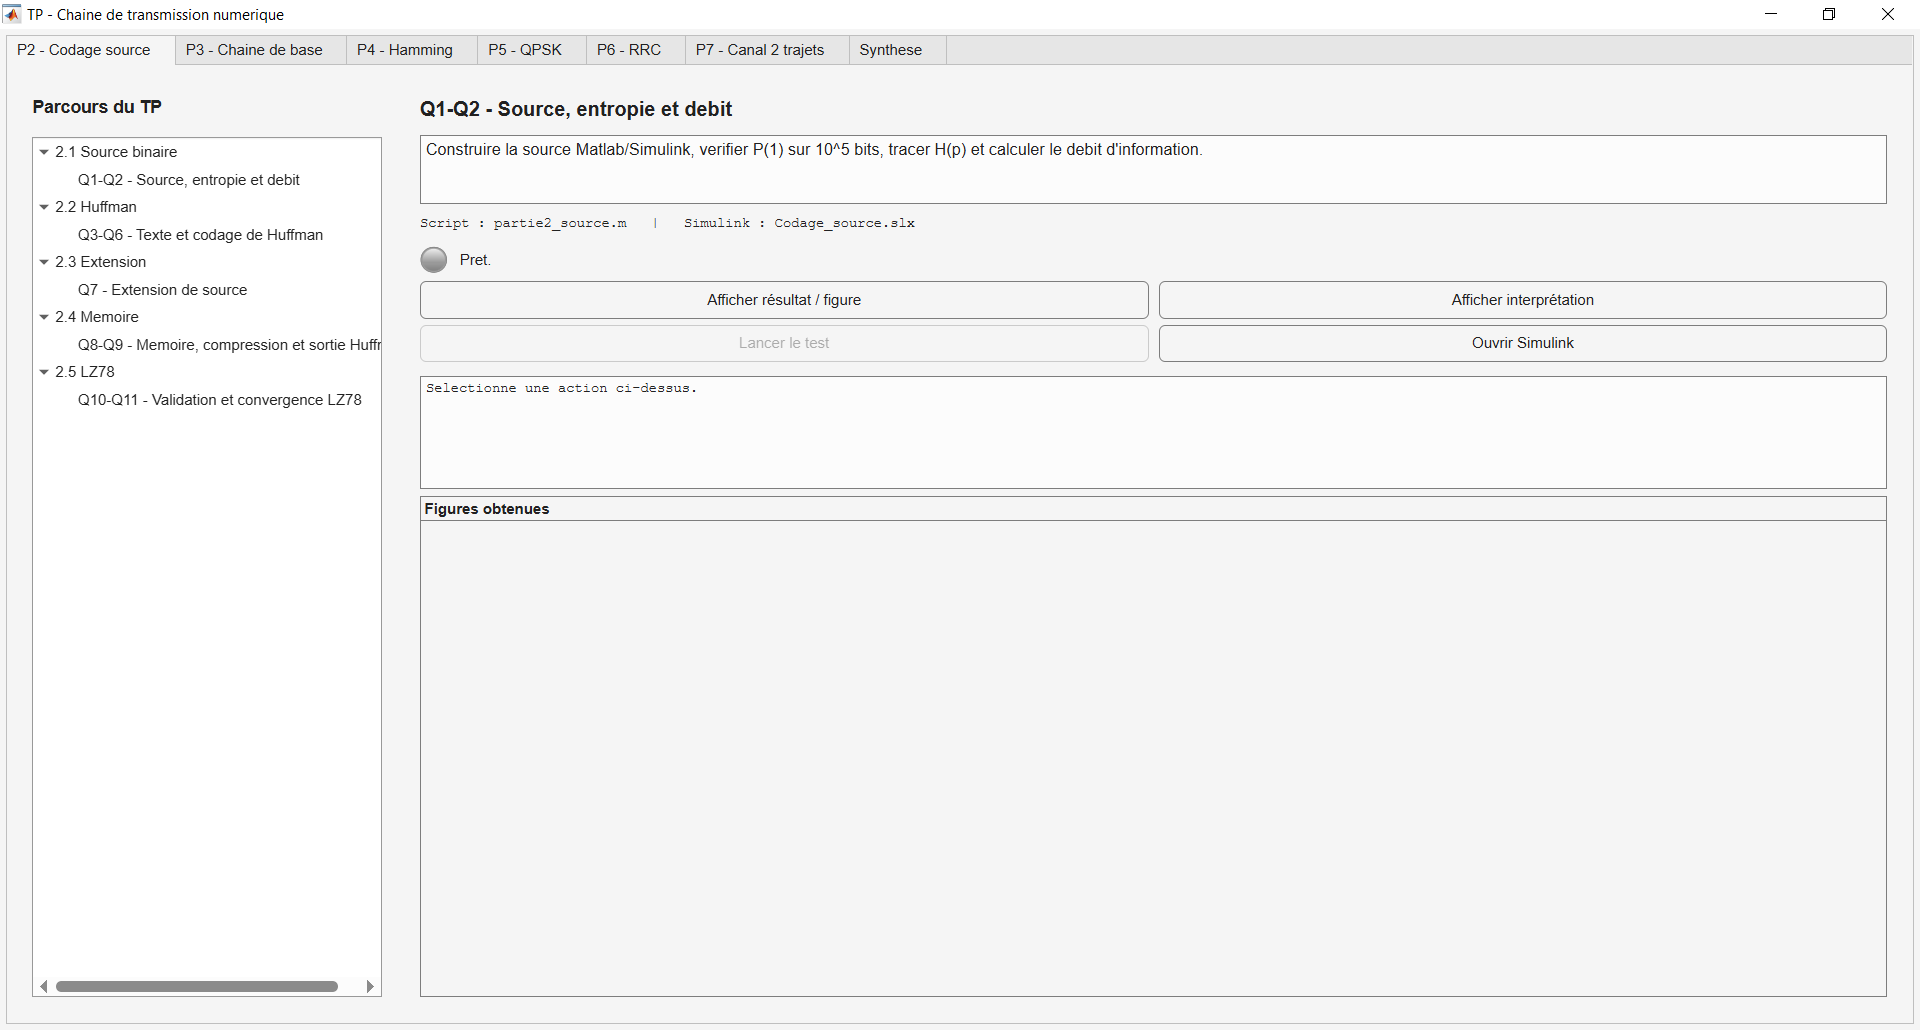 TP - Chaine de transmission numerique
P2 - Codage source
P3 - Chaine de base
P4 - Hamming
P5 - QPSK
P6 - RRC
P7 - Canal 2 trajets
Synthese
Parcours du TP
2.1 Source binaire
Q1-Q2 - Source, entropie et debit
2.2 Huffman
Q3-Q6 - Texte et codage de Huffman
2.3 Extension
Q7 - Extension de source
2.4 Memoire
Q8-Q9 - Memoire, compression et sortie Huffr
2.5 LZ78
Q10-Q11 - Validation et convergence LZ78
Q1-Q2 - Source, entropie et debit
Construire la source Matlab/Simulink, verifier P(1) sur 10^5 bits, tracer H(p) et calculer le debit d'information.
Script : partie2_source.m | Simulink : Codage_source.slx
Pret.
Afficher résultat / figure
Afficher interprétation
Lancer le test
Ouvrir Simulink
Selectionne une action ci-dessus.
Figures obtenues